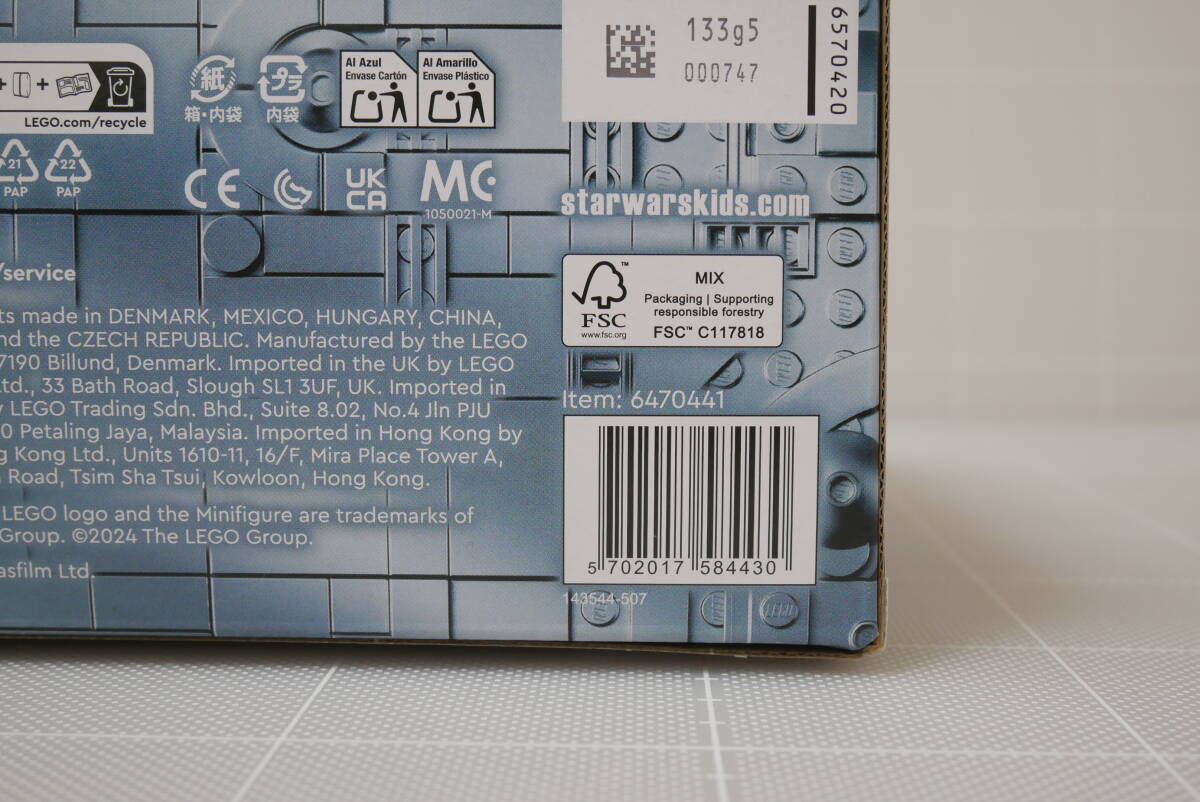 133g5
000747
6570420
Al Azul
Envase Cartón
Al Amarillo
Envase Plástico
LEGO.com/recycle
紙
箱・内袋
プラ
内袋
21
PAP
22
PAP
CE
UK
CA
MC
1050021-M
starwarskids.com
/service
FSC™
www.fsc.org
MIX
Packaging | Supporting
responsible forestry
FSC™ C117818
ts made in DENMARK, MEXICO, HUNGARY, CHINA,
nd the CZECH REPUBLIC. Manufactured by the LEGO
7190 Billund, Denmark. Imported in the UK by LEGO
td., 33 Bath Road, Slough SL1 3UF, UK. Imported in
y LEGO Trading Sdn. Bhd., Suite 8.02, No.4 Jln PJU
0 Petaling Jaya, Malaysia. Imported in Hong Kong by
g Kong Ltd., Units 1610-11, 16/F, Mira Place Tower A,
Road, Tsim Sha Tsui, Kowloon, Hong Kong.
LEGO logo and the Minifigure are trademarks of
Group. ©2024 The LEGO Group.
asfilm Ltd.
Item: 6470441
5 702017 584430
143544-507